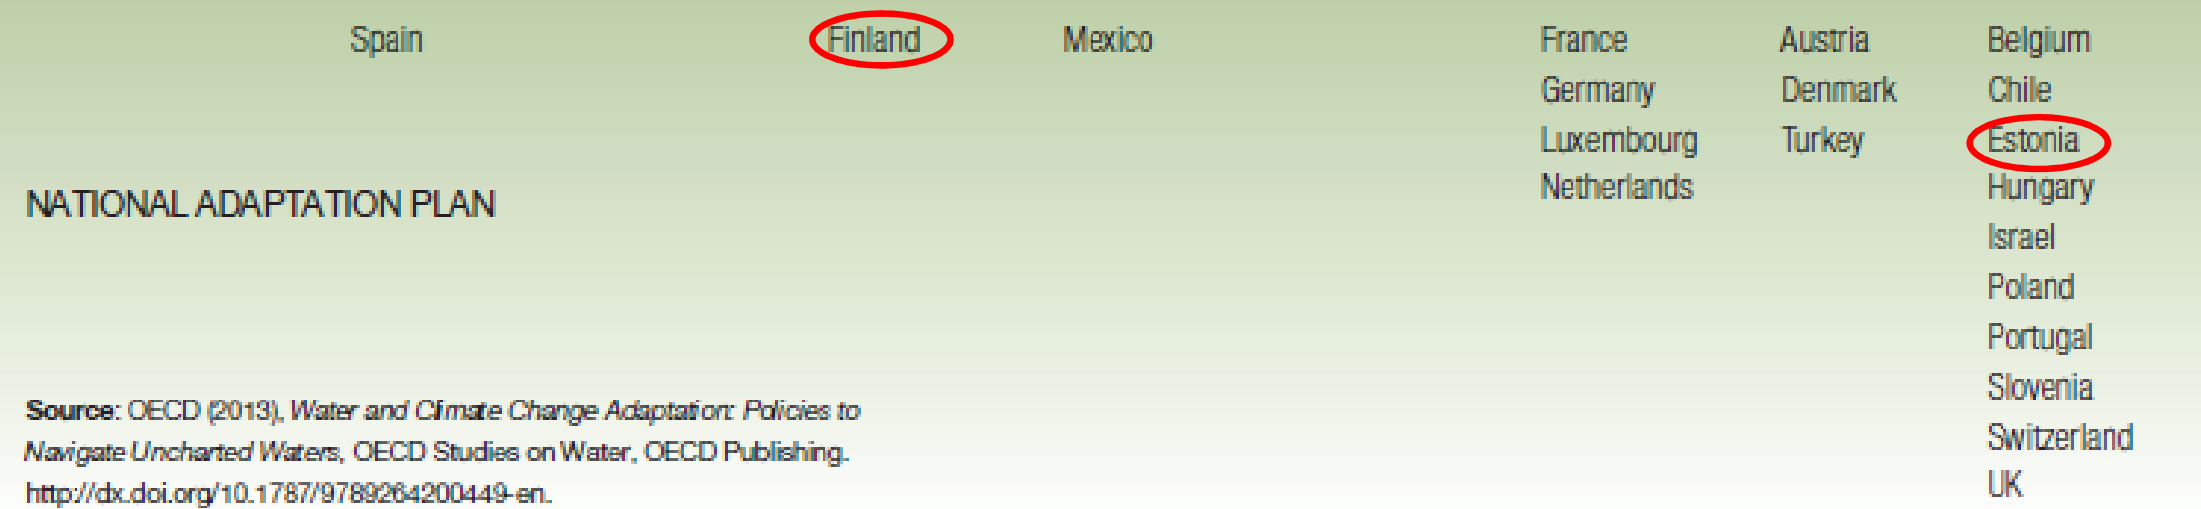 Spain Finland Mexico France Austria Belgium
Germany Denmark Chile
Luxembourg Turkey Estonia
Netherlands Hungary
NATIONAL ADAPTATION PLAN
Israel
Poland
Portugal
Slovenia
Switzerland
UK
Source: OECD (2013), Water and Climate Change Adaptation: Policies to
Navigate Uncharted Waters, OECD Studies on Water, OECD Publishing.
http://dx.doi.org/10.1787/9789264200449-en.